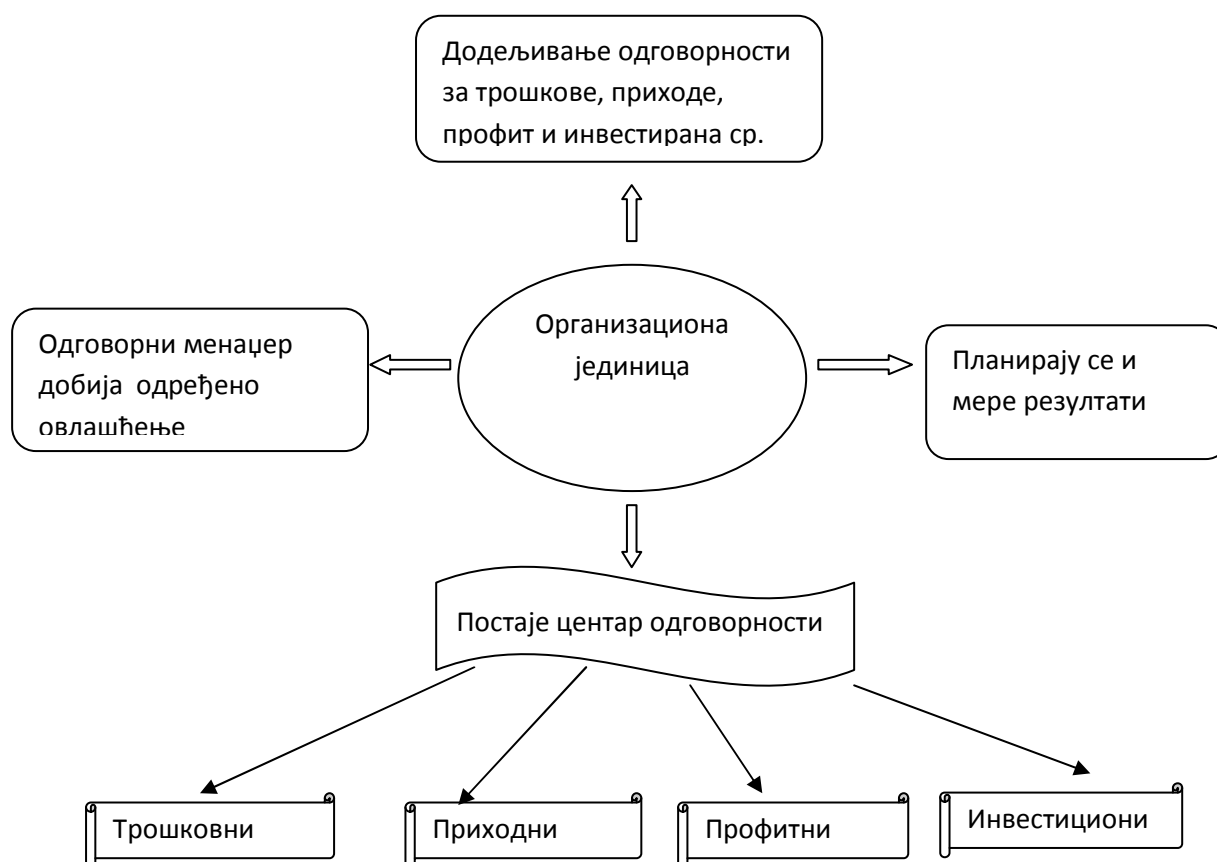 Додељивање одговорности
за трошкове, приходе,
профит и инвестирана ср.
Организациона
јединица
Одговорни менаџер
добија одређено
овлашћење
Планирају се и
мере резултати
Постаје центар одговорности
Трошковни
Приходни
Профитни
Инвестициони